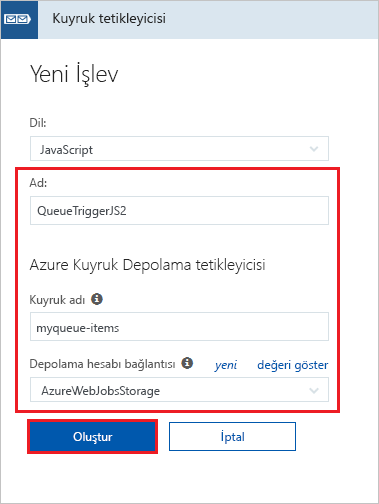 Kuyruk tetikleyicisi
Yeni İşlev
Dil:
JavaScript
Ad:
QueueTriggerJS2
Azure Kuyruk Depolama tetikleyicisi
Kuyruk adı
myqueue-items
Depolama hesabı bağlantısı yeni değeri göster
AzureWebJobsStorage
Oluştur İptal